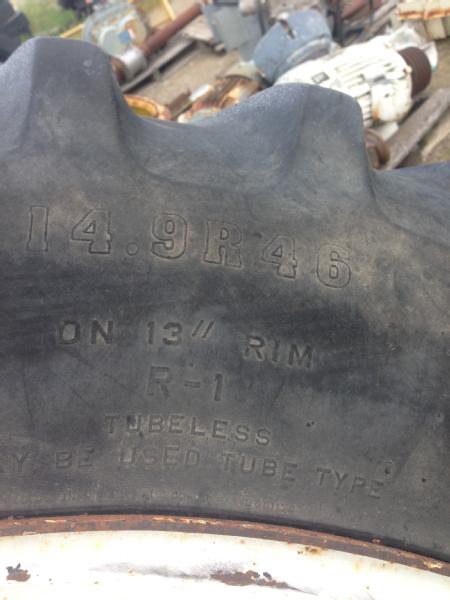 14.9R46
ON 13" RIM
R-1
TUBELESS
BE USED TUBE TYPE